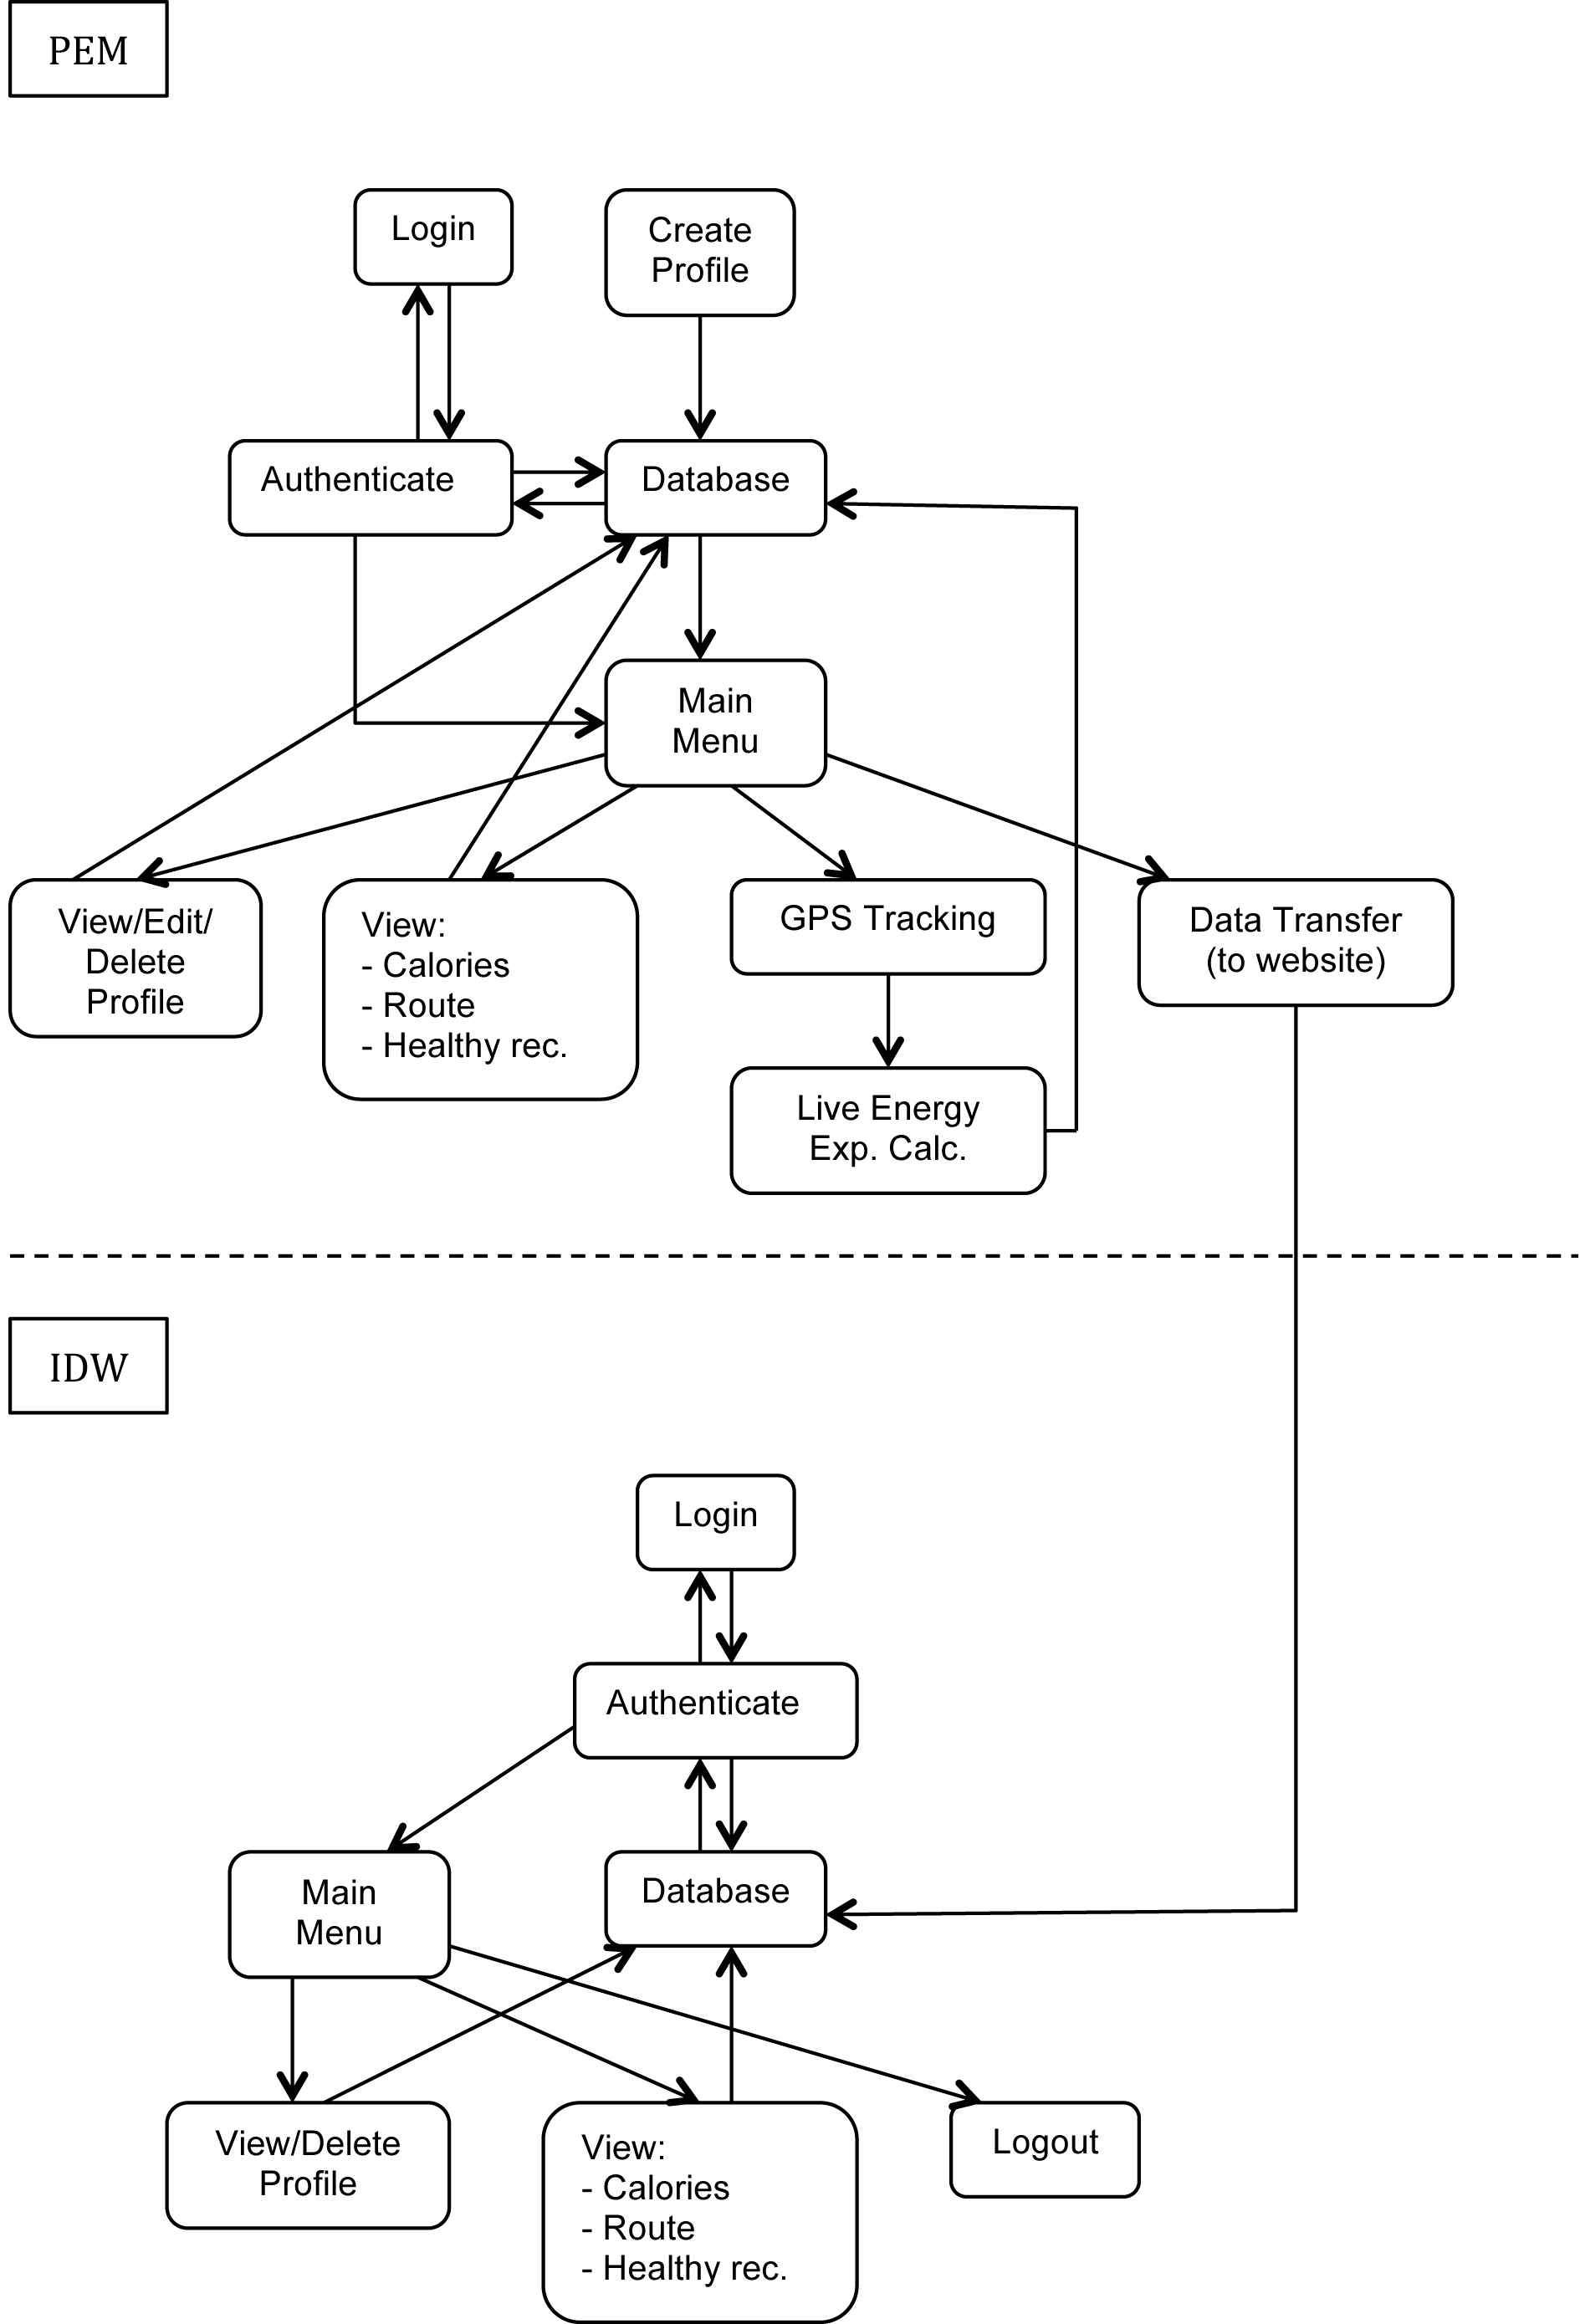 PEM
Login
Create
Profile
Authenticate
Database
Main
Menu
View/Edit/
Delete
Profile
View:
- Calories
- Route
- Healthy rec.
GPS Tracking
Data Transfer
(to website)
Live Energy
Exp. Calc.
IDW
Login
Authenticate
Main
Menu
Database
View/Delete
Profile
View:
- Calories
- Route
- Healthy rec.
Logout